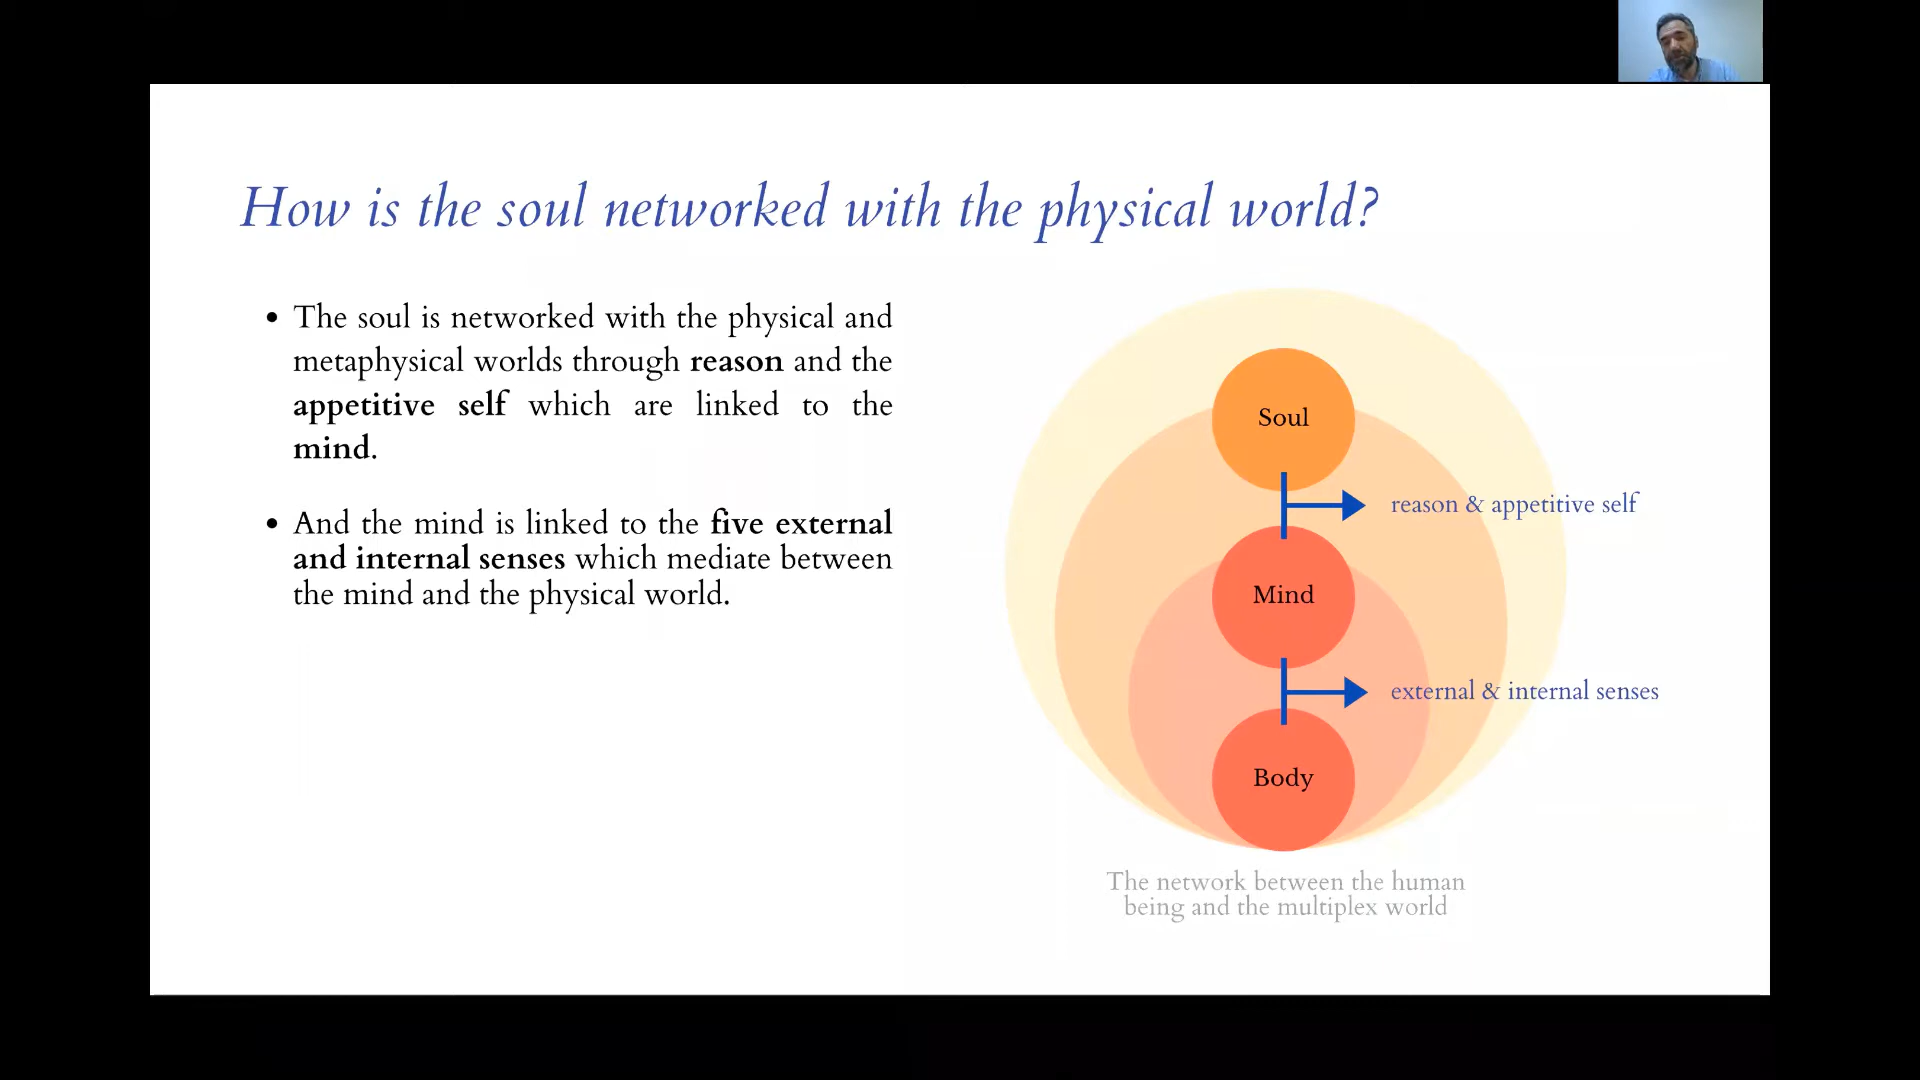 How is the soul networked with the physical world?
• The soul is networked with the physical and
metaphysical worlds through reason and the
appetitive self which are linked to the
mind.
• And the mind is linked to the five external
and internal senses which mediate between
the mind and the physical world.
Soul
reason & appetitive self
Mind
external & internal senses
Body
The network between the human
being and the multiplex world